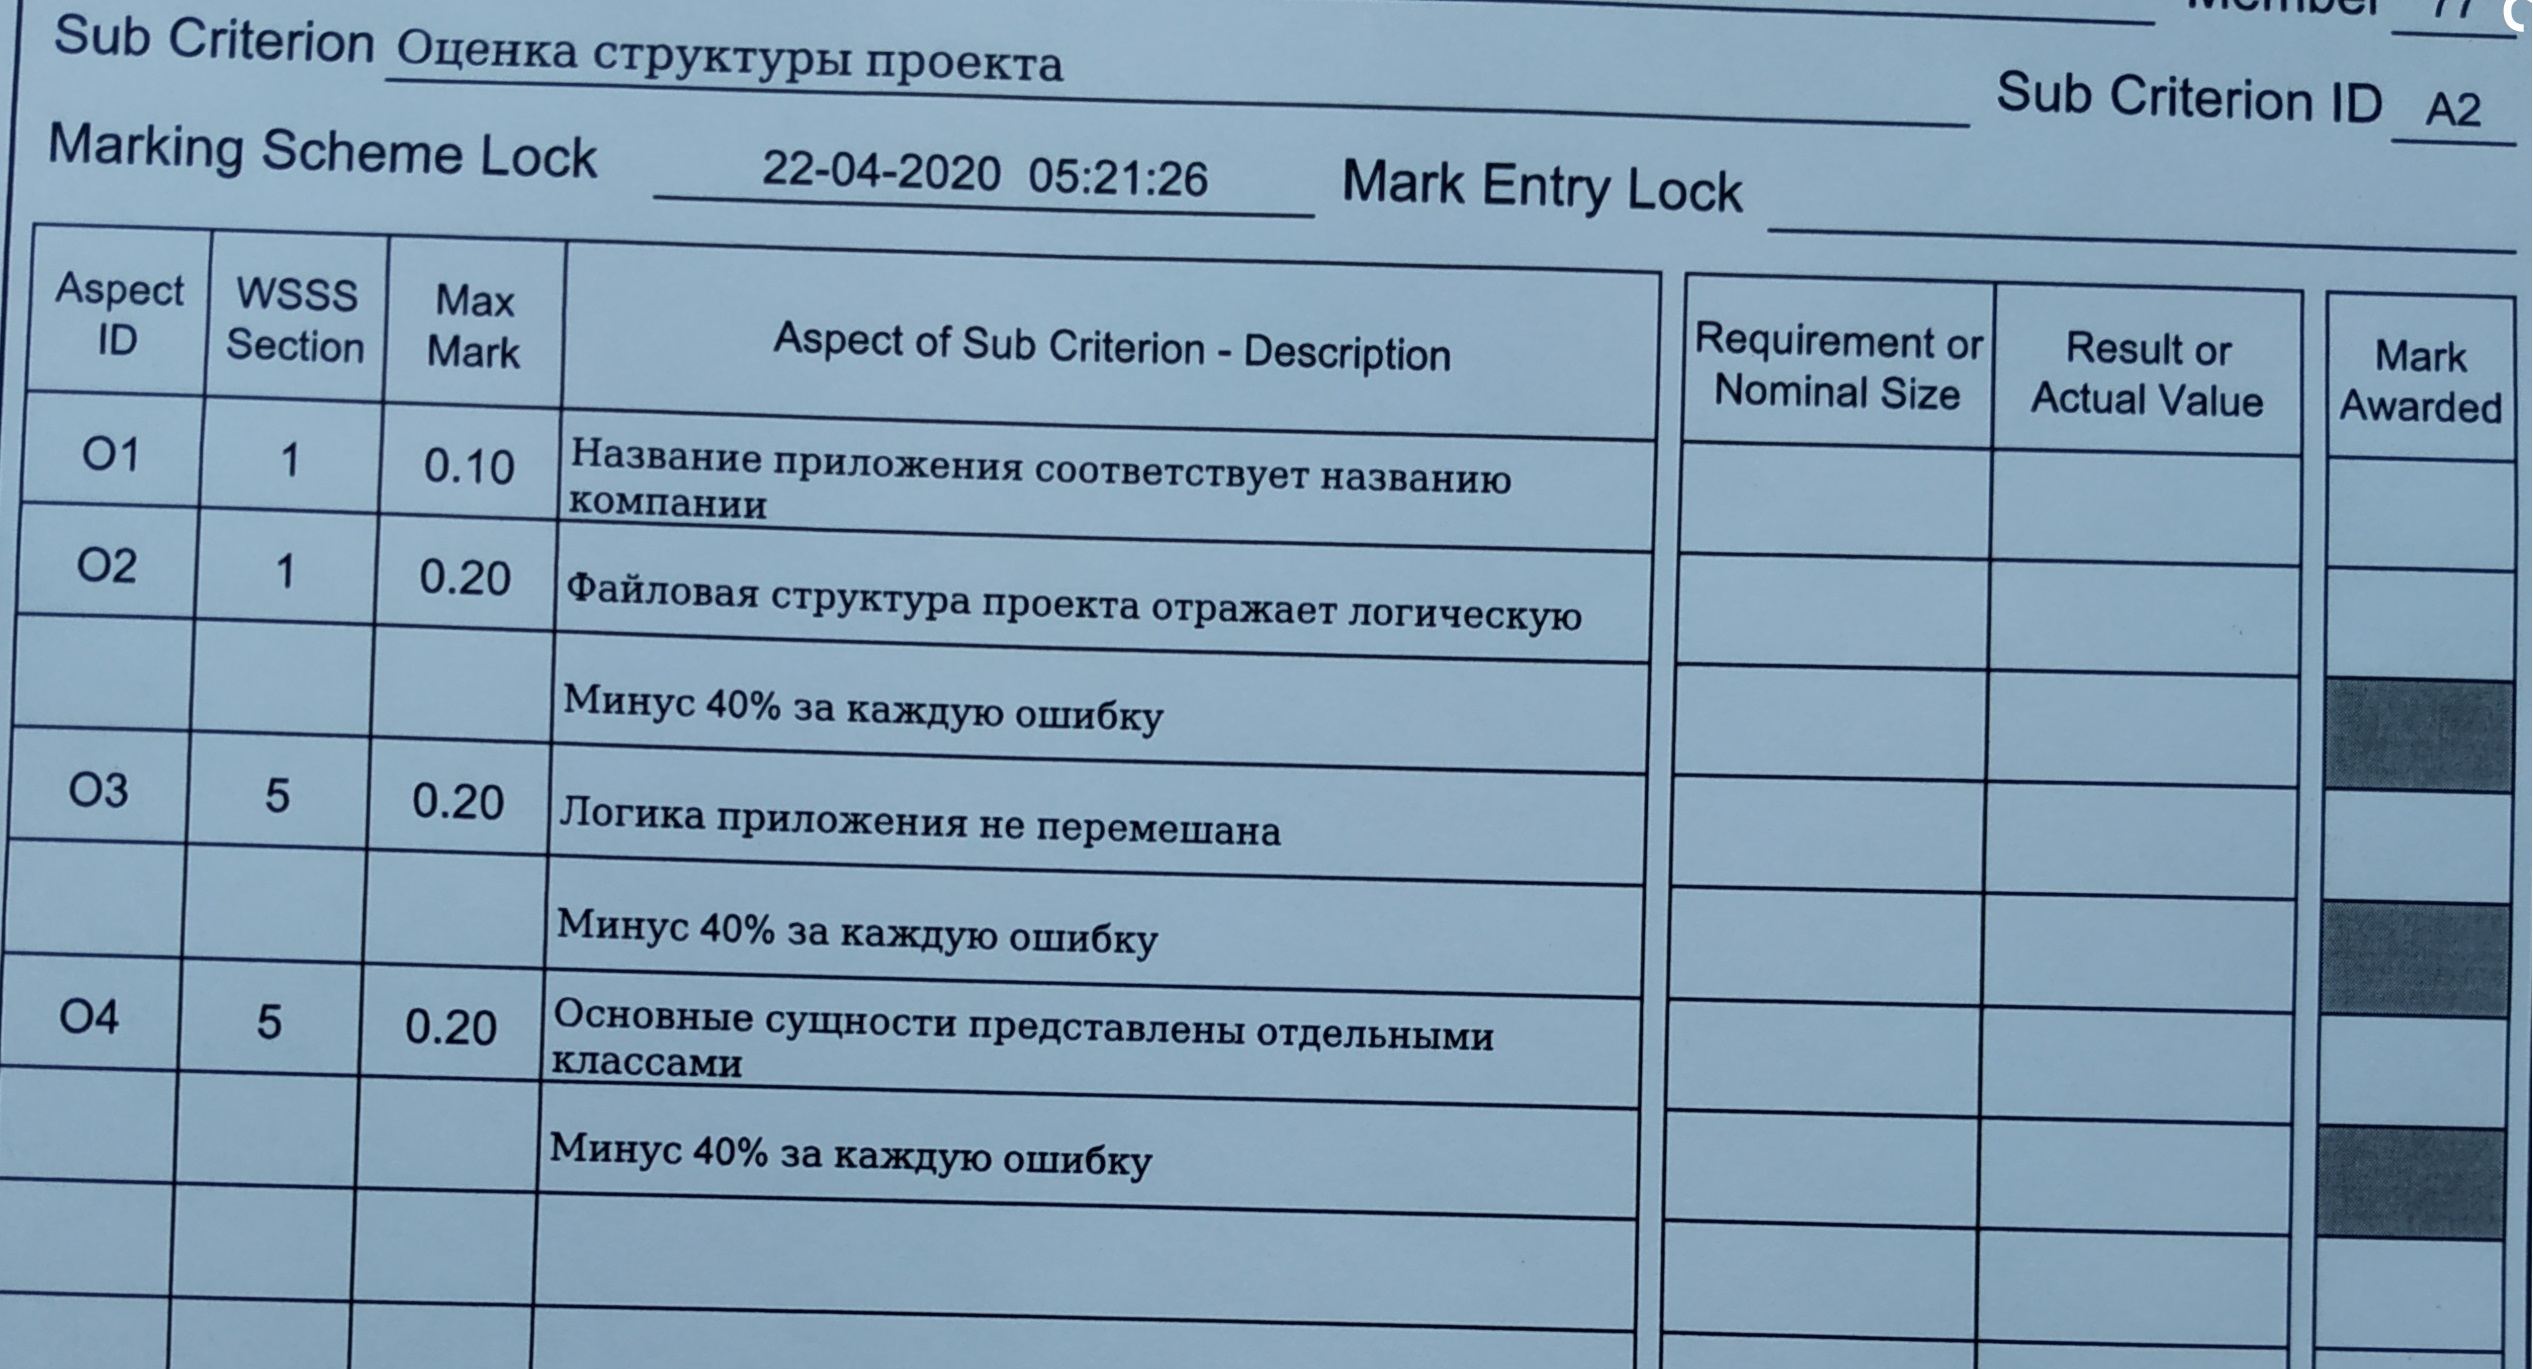 Sub Criterion Оценка структуры проекта
Sub Criterion ID A2
Marking Scheme Lock 22-04-2020 05:21:26 Mark Entry Lock
Aspect ID
WSSS Section
Max Mark
Aspect of Sub Criterion - Description
Requirement or Nominal Size
Result or Actual Value
Mark Awarded
O1 1 0.10 Название приложения соответствует названию
компании
O2 1 0.20 Файловая структура проекта отражает логическую
Минус 40% за каждую ошибку
O3 5 0.20 Логика приложения не перемешана
Минус 40% за каждую ошибку
O4 5 0.20 Основные сущности представлены отдельными
классами
Минус 40% за каждую ошибку